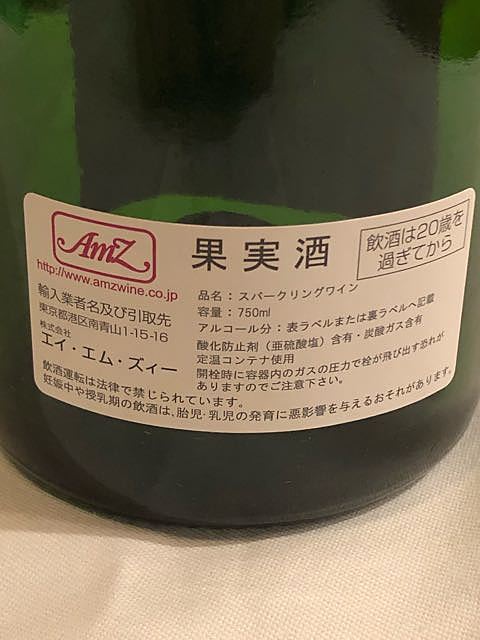 AmZ
http://www.amzwine.co.jp
輸入業者名及び引取先
東京都港区南青山1-15-16
株式会社
エイ・エム・ズィー
果実酒
飲酒は20歳を
過ぎてから
品名:スパークリングワイン
容量:750ml
アルコール分:表ラベルまたは裏ラベルへ記載
酸化防止剤(亜硫酸塩)含有・炭酸ガス含有
定温コンテナ使用
開栓時に容器内のガスの圧力で栓が飛び出す恐れが
ありますのでご注意下さい。
飲酒運転は法律で禁じられています。
妊娠中や授乳期の飲酒は、胎児・乳児の発育に悪影響を与えるおそれがあります。